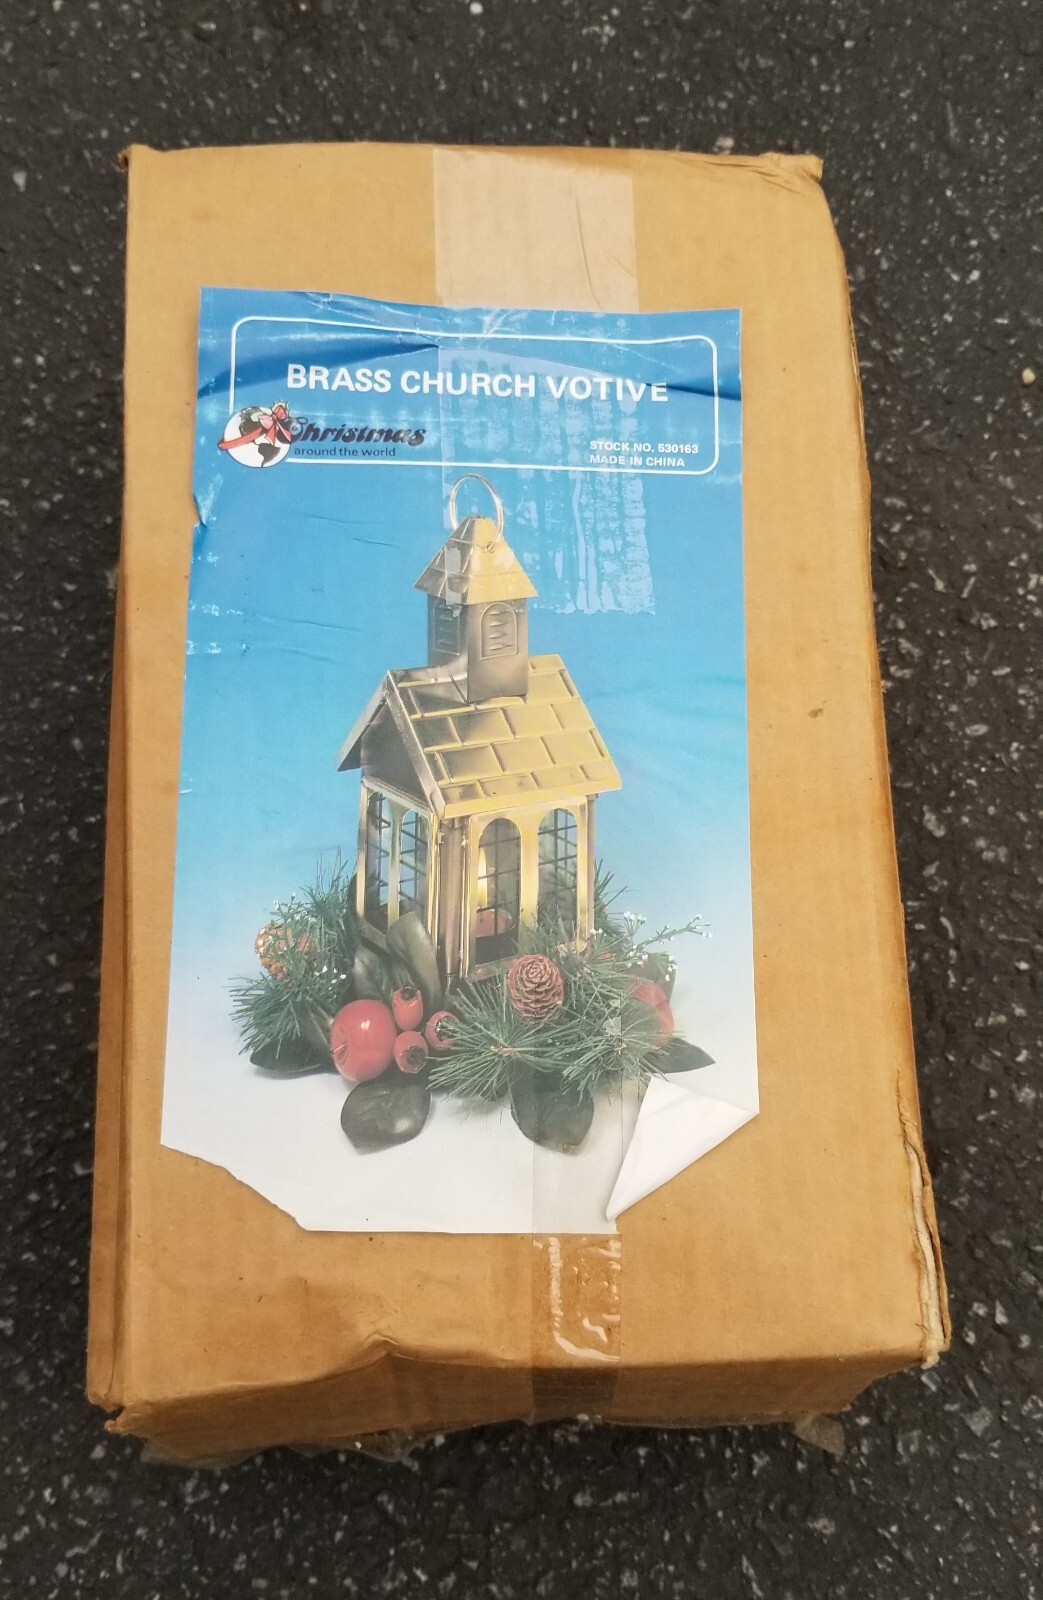 BRASS CHURCH VOTIVE
Christmas
around the world
STOCK NO. 530163
MADE IN CHINA